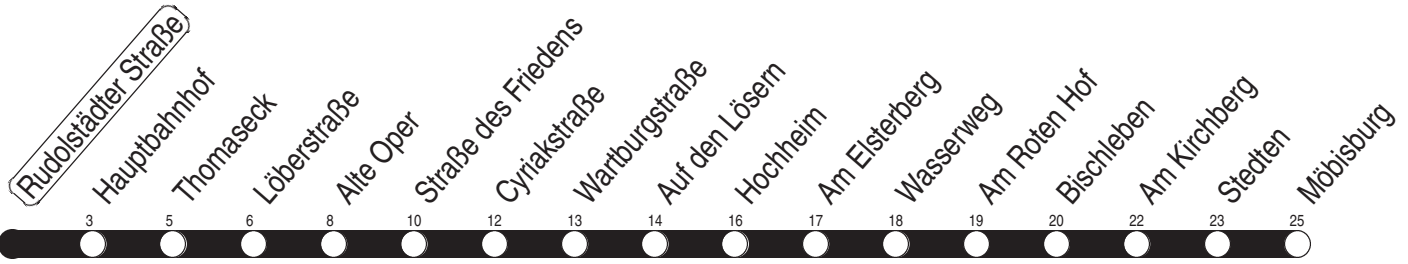 Rudolstädter Straße
Hauptbahnhof
Thomaseck
Löberstraße
Alte Oper
Straße des Friedens
Cyriakstraße
Wartburgstraße
Auf den Lösern
Hochheim
Am Elsterberg
Wasserweg
Am Roten Hof
Bischleben
Am Kirchberg
Stedten
Möbisburg
3 5 6 8 10 12 13 14 16 17 18 19 20 22 23 25